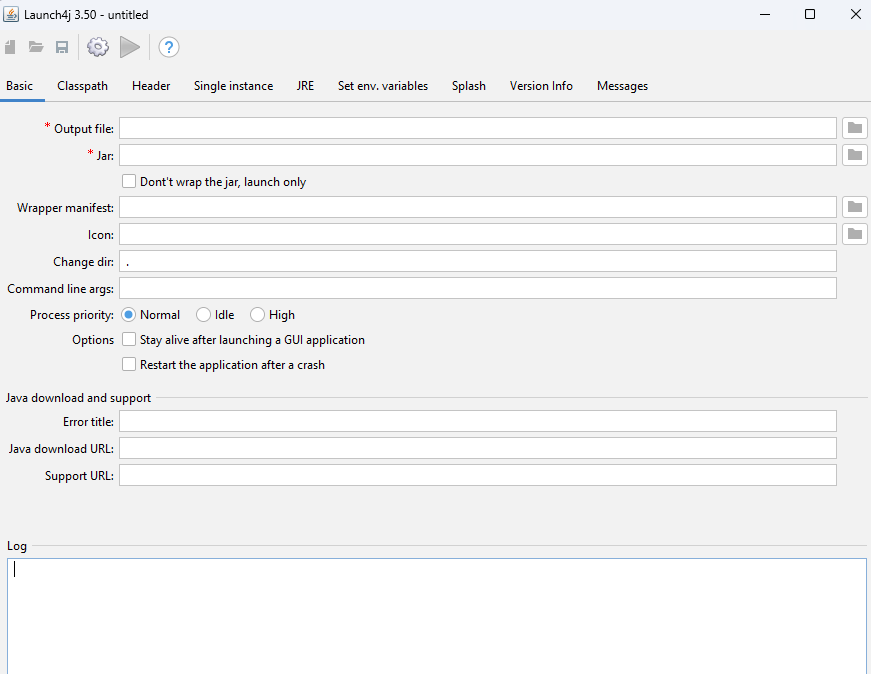 Launch4j 3.50 - untitled
?
Basic Classpath Header Single instance JRE Set env. variables Splash Version Info Messages
* Output file:
* Jar:
Dont't wrap the jar, launch only
Wrapper manifest:
Icon:
Change dir: .
Command line args:
Process priority: Normal Idle High
Options Stay alive after launching a GUI application
Restart the application after a crash
Java download and support
Error title:
Java download URL:
Support URL:
Log